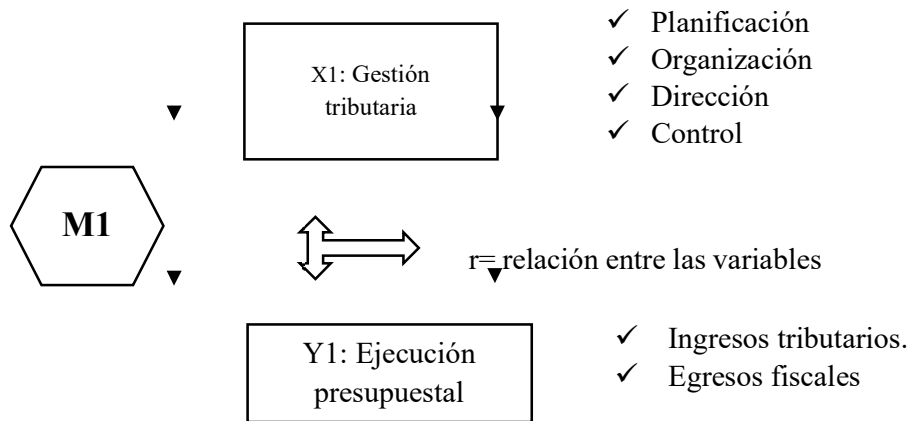 ✓ Planificación
✓ Organización
✓ Dirección
✓ Control
X1: Gestión
tributaria
M1
r= relación entre las variables
Y1: Ejecución
presupuestal
✓ Ingresos tributarios.
✓ Egresos fiscales